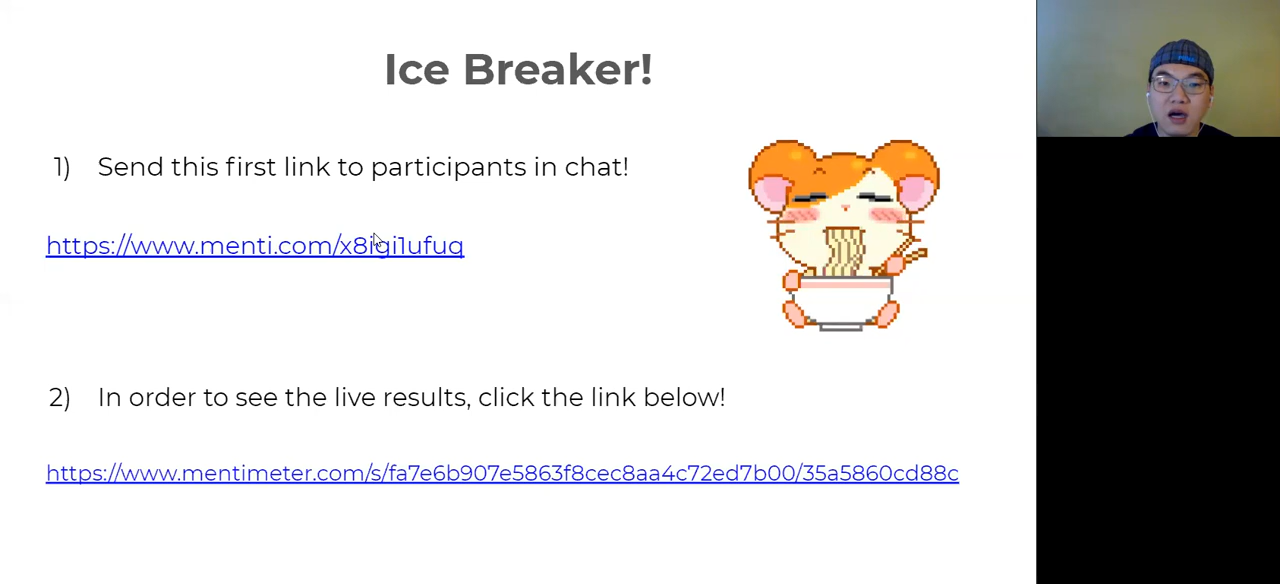 Ice Breaker!
1) Send this first link to participants in chat!
https://www.menti.com/x8igi1ufuq
2) In order to see the live results, click the link below!
https://www.mentimeter.com/s/fa7e6b907e5863f8cec8aa4c72ed7b00/35a5860cd88c